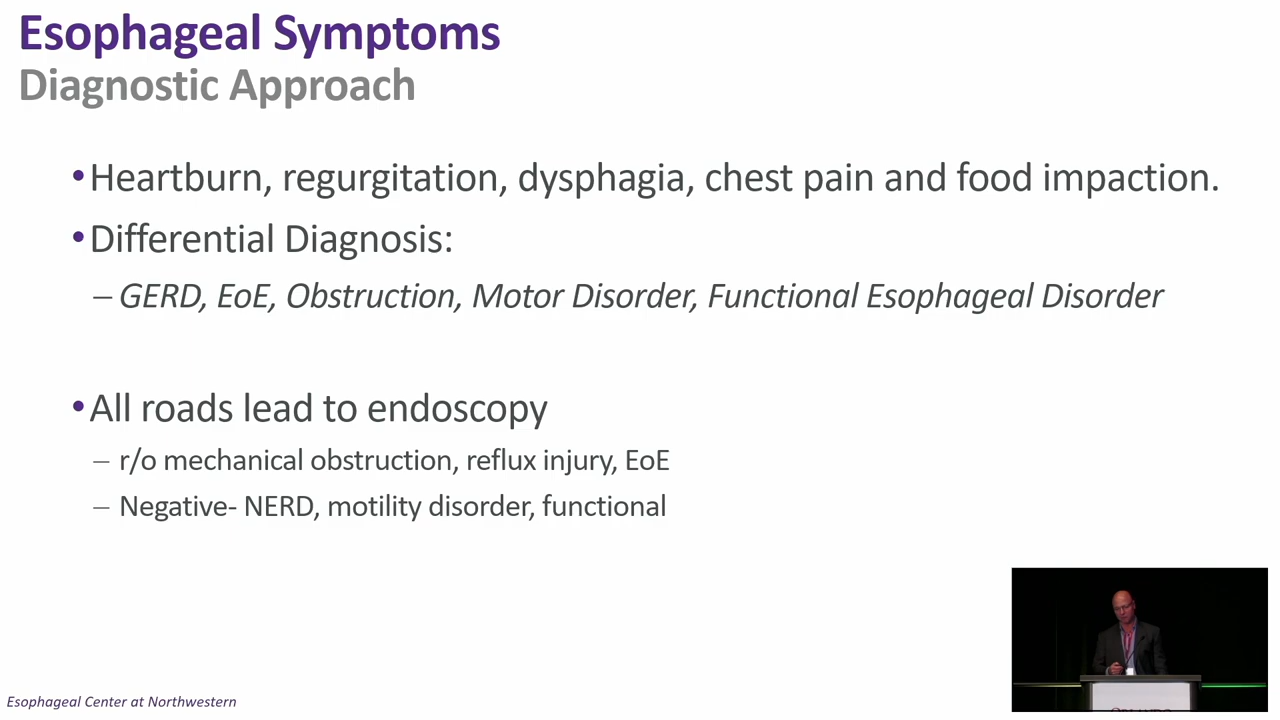 Esophageal Symptoms
Diagnostic Approach
•Heartburn, regurgitation, dysphagia, chest pain and food impaction.
•Differential Diagnosis:
– GERD, EoE, Obstruction, Motor Disorder, Functional Esophageal Disorder
•All roads lead to endoscopy
– r/o mechanical obstruction, reflux injury, EoE
– Negative- NERD, motility disorder, functional
Esophageal Center at Northwestern